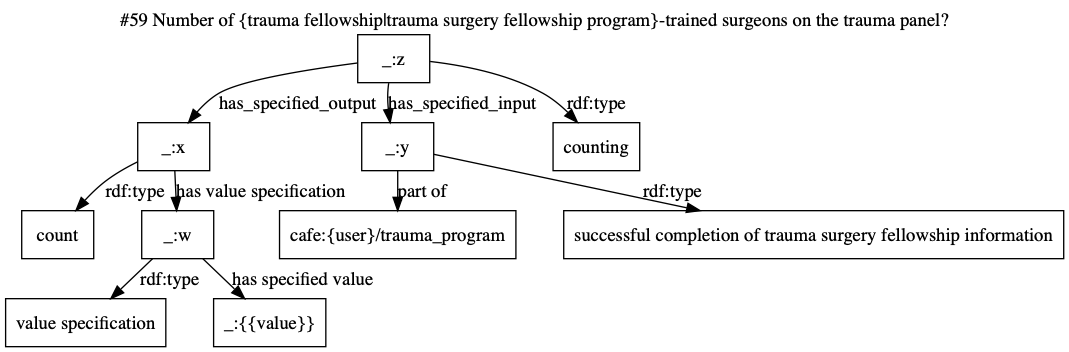 #59 Number of {trauma fellowship|trauma surgery fellowship program}-trained surgeons on the trauma panel?
_:z
has_specified_output
has_specified_input
rdf:type
_:x
_:y
counting
rdf:type
has value specification
part of
rdf:type
count
_:w
cafe:{user}/trauma_program
successful completion of trauma surgery fellowship information
rdf:type
has specified value
value specification
_:{{value}}